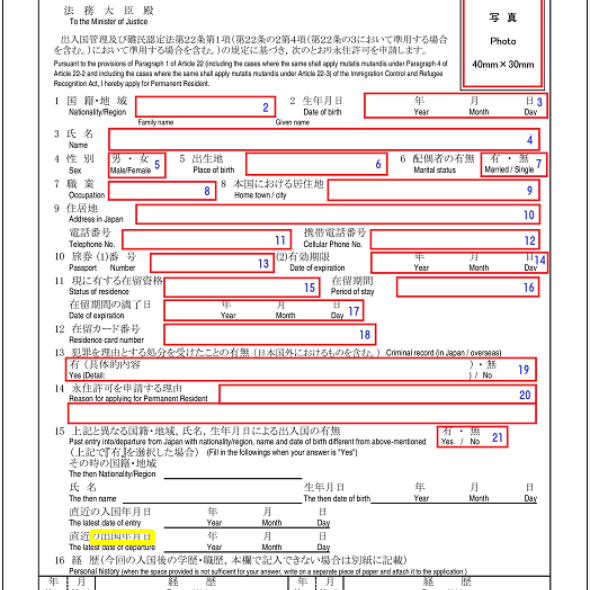 法 務 大 臣 殿
To the Minister of Justice
写 真
Photo
40mm×30mm
出入国管理及び難民認定法第22条第1項(第22条の2第4項(第22条の3において準用する場合
を含む。)において準用する場合を含む。)の規定に基づき，次のとおり永住許可を申請します。
Pursuant to the provisions of Paragraph 1 of Article 22 (including the cases where the same shall apply mutatis mutandis under Paragraph 4 of
Article 22-2 and including the cases where the same shall apply mutatis mutandis under Article 22-3) of the Immigration Control and Refugee
Recognition Act, I hereby apply for Permanent Resident.
1 国 籍・地 域 2 2 生年月日 年 月 日 3
Nationality/Region Date of birth Year Month Day
Family name Given name
3 氏 名 4
Name
4 性 別 男 ・ 女 5 5 出生地 6 6 配偶者の有無 有 ・ 無 7
Sex Male/Female Place of birth Marital status Married / Single
7 職 業 8 8 本国における居住地 9
Occupation Home town / city
9 住居地 10
Address in Japan
電話番号 11 携帯電話番号 12
Telephone No. Cellular Phone No.
10 旅券 (1)番 号 13 (2)有効期限 年 月 日 14
Passport Number Date of expiration Year Month Day
11 現に有する在留資格 15 在留期間 16
Status of residence Period of stay
在留期間の満了日 年 月 日 17
Date of expiration Year Month Day
12 在留カード番号 18
Residence card number
13 犯罪を理由とする処分を受けたことの有無 (日本国外におけるものを含む。) Criminal record (in Japan / overseas)
有 (具体的内容 )・無 19
Yes (Detail: ) / No
14 永住許可を申請する理由 20
Reason for applying for Permanent Resident
15 上記と異なる国籍・地域，氏名，生年月日による出入国の有無 有 ・ 無 21
Past entry into/departure from Japan with nationality/region, name and date of birth different from above-mentioned Yes / No
(上記で『有』を選択した場合) (Fill in the followings when your answer is "Yes")
その時の国籍・地域
The then Nationality/Region
氏 名 生年月日 年 月 日
The then name The then date of birth Year Month Day
直近の入国年月日 年 月 日
The latest date of entry Year Month Day
直近の出国年月日 年 月 日
The latest date of departure Year Month Day
16 経 歴(今回の入国後の学歴・職歴，本欄で記入できない場合は別紙に記載)
Personal history (when the space provided is not sufficient for your answer, write on a separate piece of paper and attach it to the application.)
年 月 経 歴 年 月 経 歴